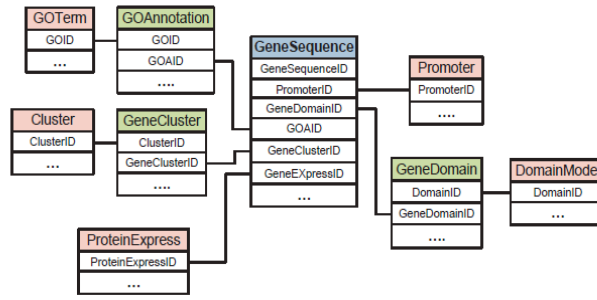 GOTerm
GOID
...
GOAnnotation
GOID
GOAID
....
GeneSequence
GeneSequenceID
PromoterID
GeneDomainID
GOAID
GeneClusterID
GeneEXpressID
...
Promoter
PromoterID
....
Cluster
ClusterID
...
GeneCluster
ClusterID
GeneClusterID
....
GeneDomain
DomainID
GeneDomainID
....
DomainMode
DomainID
...
ProteinExpress
ProteinExpressID
...